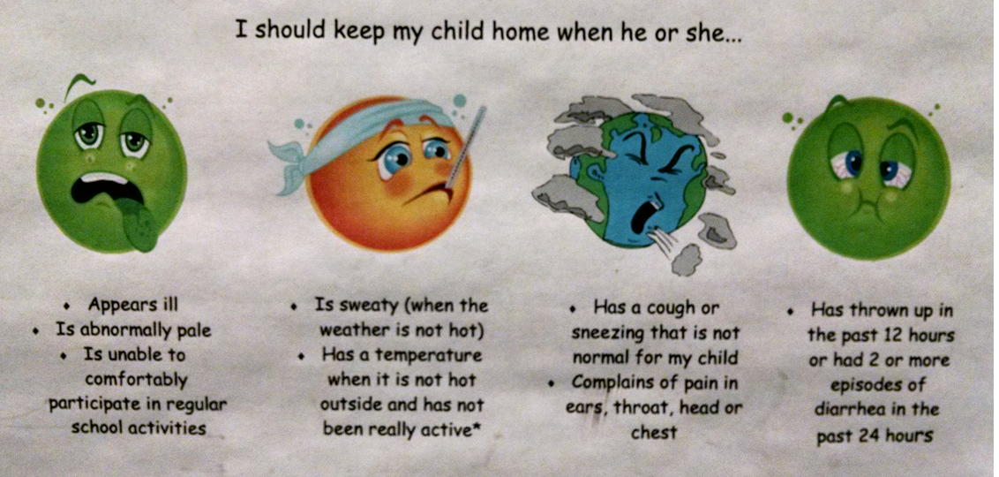 I should keep my child home when he or she...
♦ Appears ill
♦ Is abnormally pale
♦ Is unable to
comfortably
participate in regular
school activities
♦ Is sweaty (when the
weather is not hot)
♦ Has a temperature
when it is not hot
outside and has not
been really active*
♦ Has a cough or
sneezing that is not
normal for my child
♦ Complains of pain in
ears, throat, head or
chest
♦ Has thrown up in
the past 12 hours
or had 2 or more
episodes of
diarrhea in the
past 24 hours